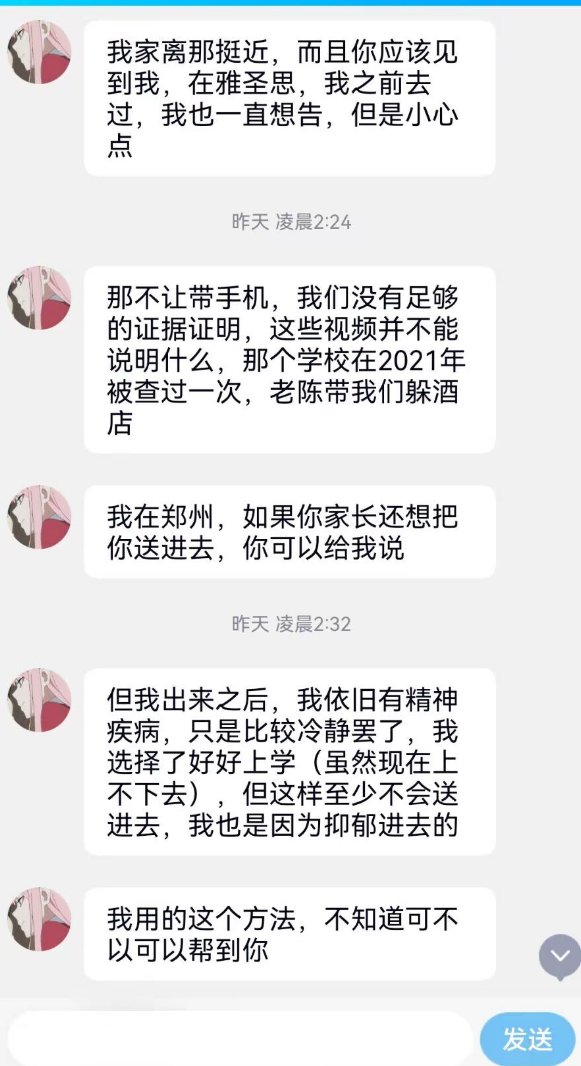 我家离那挺近，而且你应该见
到我，在雅圣思，我之前去
过，我也一直想告，但是小心
点
昨天 凌晨2:24
那不让带手机，我们没有足够
的证据证明，这些视频并不能
说明什么，那个学校在2021年
被查过一次，老陈带我们躲酒
店
我在郑州，如果你家长还想把
你送进去，你可以给我说
昨天 凌晨2:32
但我出来之后，我依旧有精神
疾病，只是比较冷静罢了，我
选择了好好上学（虽然现在上
不下去），但这样至少不会送
进去，我也是因为抑郁进去的
我用的这个方法，不知道可不
以可以帮到你
发送